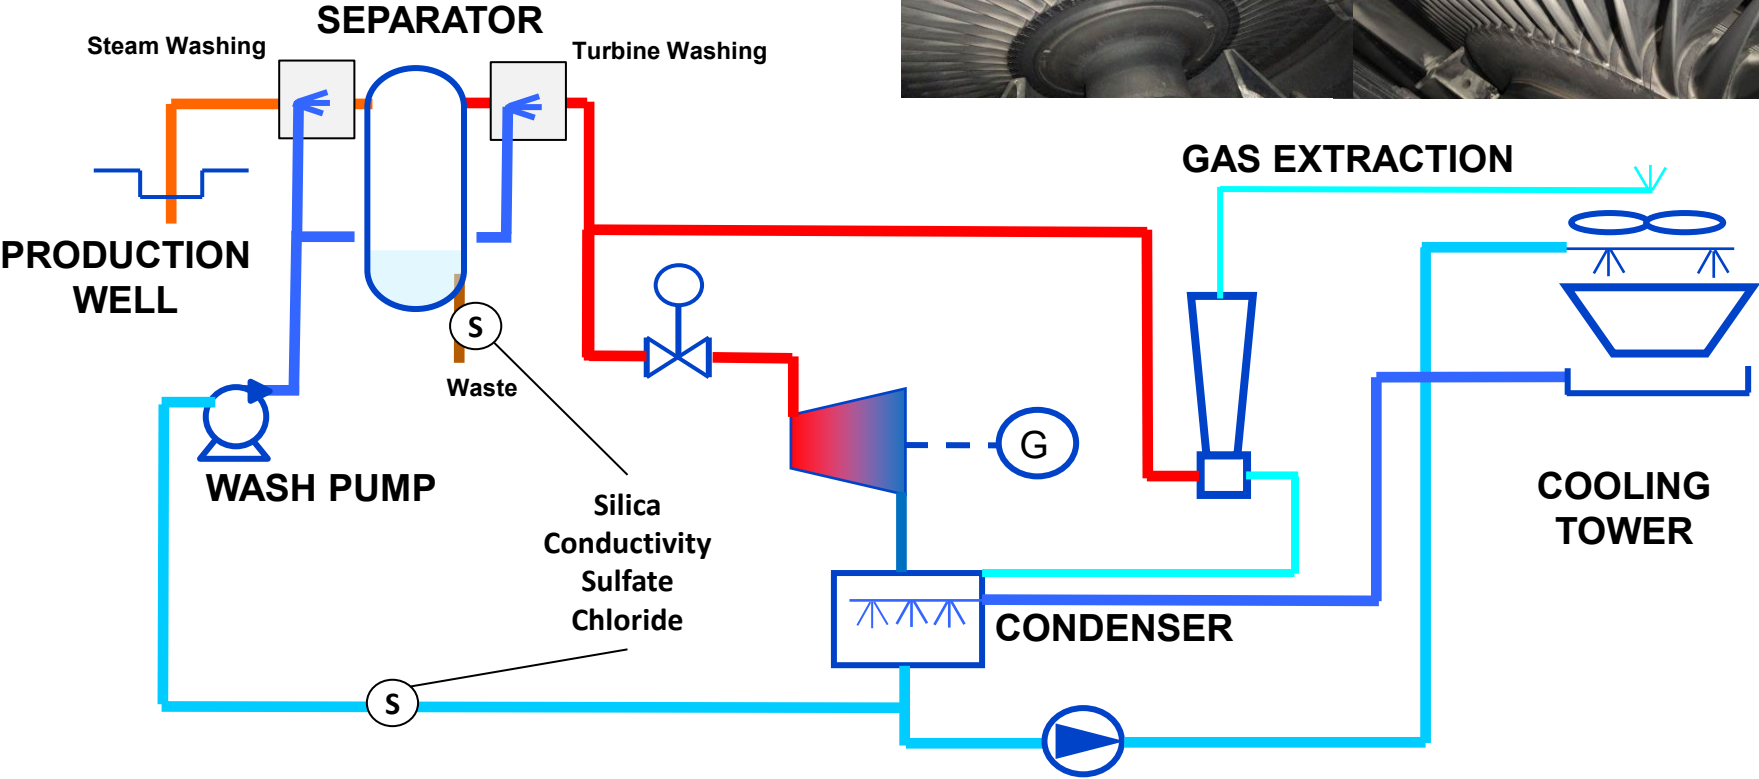 SEPARATOR
Steam Washing
Turbine Washing
GAS EXTRACTION
PRODUCTION
WELL
S
Waste
G
WASH PUMP
COOLING
TOWER
Silica
Conductivity
Sulfate
Chloride
CONDENSER
S